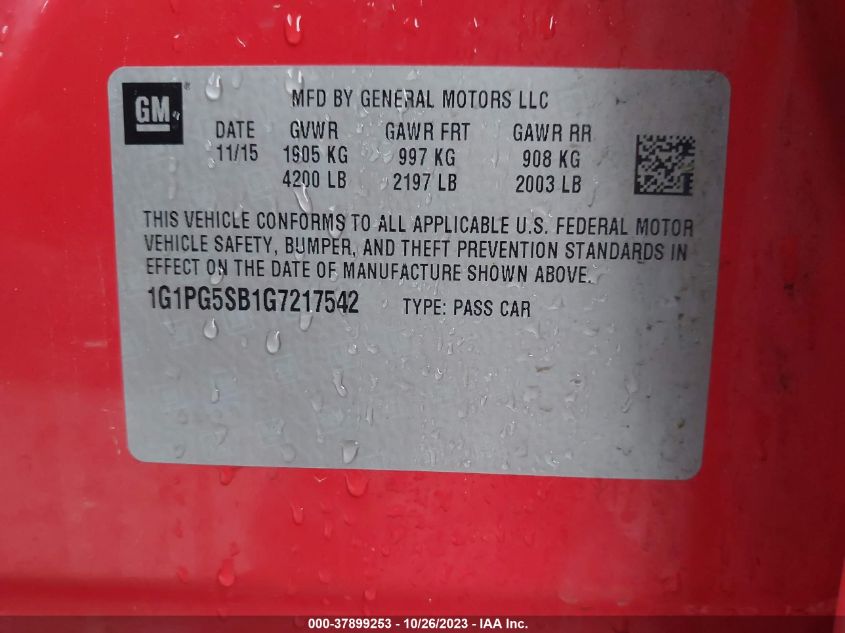 GM ®
MFD BY GENERAL MOTORS LLC
DATE GVWR GAWR FRT GAWR RR
11/15 1905 KG 997 KG 908 KG
4200 LB 2197 LB 2003 LB
THIS VEHICLE CONFORMS TO ALL APPLICABLE U.S. FEDERAL MOTOR
VEHICLE SAFETY, BUMPER, AND THEFT PREVENTION STANDARDS IN
EFFECT ON THE DATE OF MANUFACTURE SHOWN ABOVE.
1G1PG5SB1G7217542 TYPE: PASS CAR
000-37899253 - 10/26/2023 - IAA Inc.